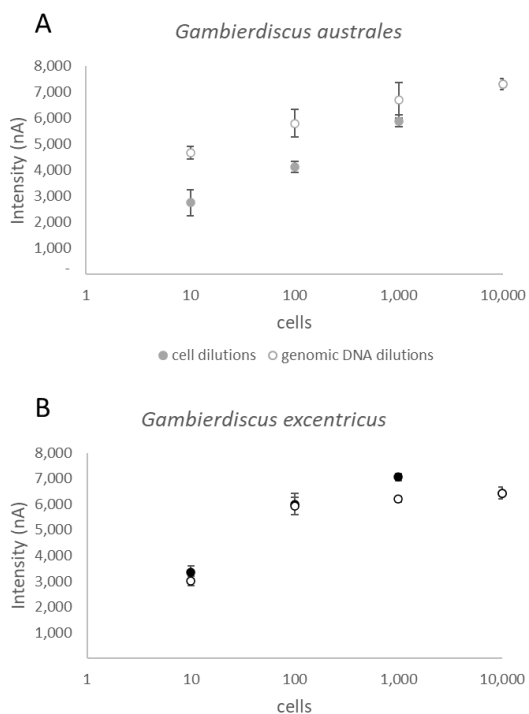 A
Gambierdiscus australes
8,000
7,000
6,000
5,000
4,000
3,000
2,000
1,000
-
Intensity (nA)
1 10 100 1,000 10,000
cells
cell dilutions genomic DNA dilutions
B
Gambierdiscus excentricus
8,000
7,000
6,000
5,000
4,000
3,000
2,000
1,000
Intensity (nA)
1 10 100 1,000 10,000
cells